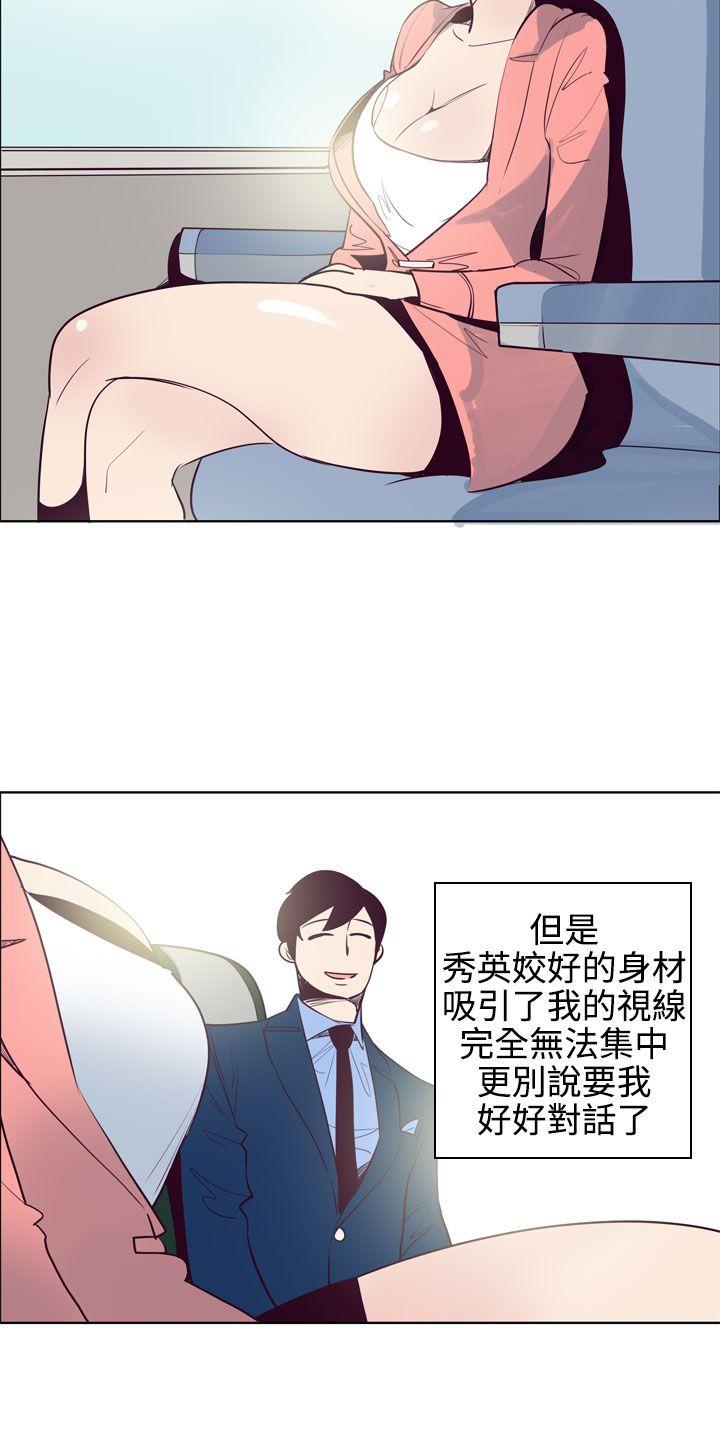 但是
秀英姣好的身材
吸引了我的視線
完全無法集中
更別說要我
好好對話了